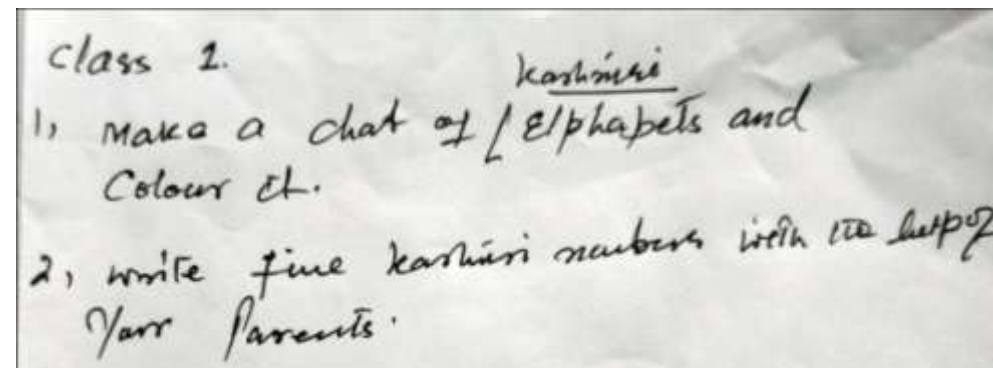 Class 1.
Kashmiri
1, Make a chat of [ Elphapets and
Colour it.
2, write five kashmiri numbers with the help of
Your Parents.